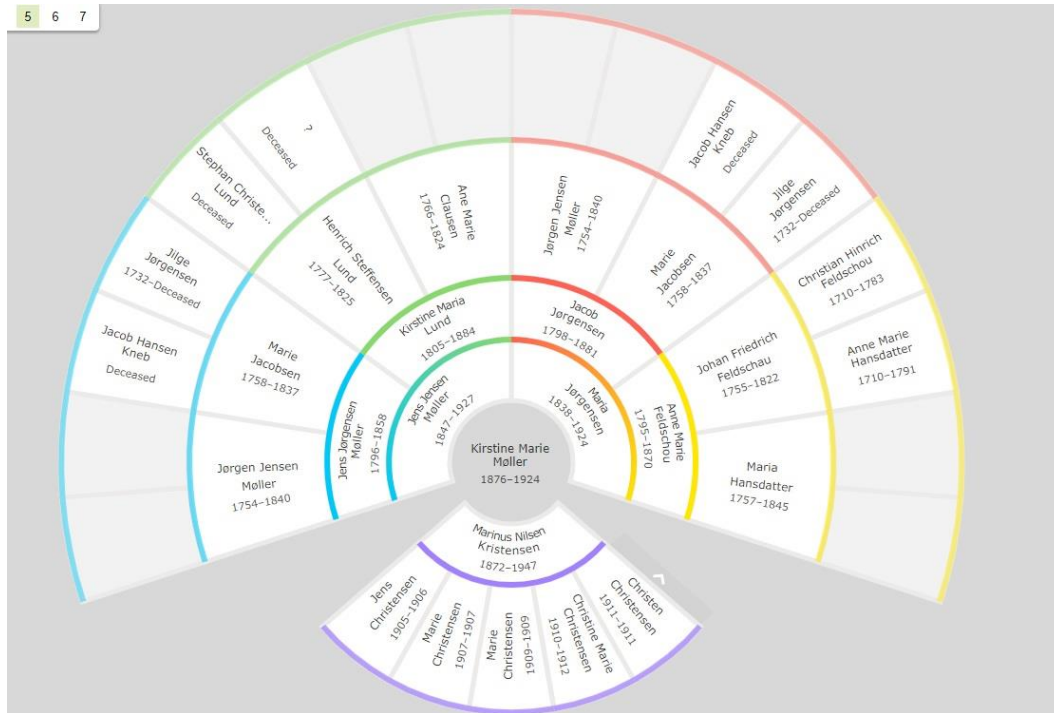 5 6 7
Jacob Hansen
Kneb
Deceased
Jilge
Jørgensen
1732–Deceased
Stephan Christe...
Lund
Deceased
?
Deceased
Jacob Hansen
Kneb
Deceased
Jilge
Jørgensen
1732–Deceased
Christian Hinrich
Feldschou
1710–1783
Anne Marie
Hansdatter
1710–1791
Jørgen Jensen
Møller
1754–1840
Marie
Jacobsen
1758–1837
Henrich Steffensen
Lund
1777–1825
Ane Marie
Clausen
1766–1824
Jørgen Jensen
Møller
1754–1840
Marie
Jacobsen
1758–1837
Johan Friedrich
Feldschau
1755–1822
Maria
Hansdatter
1757–1845
Jens Jørgensen
Møller
1796–1858
Kirstine Maria
Lund
1805–1884
Jacob
Jørgensen
1798–1881
Anne Marie
Feldschou
1795–1870
Jens Jensen
Møller
1847–1927
Maria
Jørgensen
1838–1924
Kirstine Marie
Møller
1876–1924
Marinus Nilsen
Kristensen
1872–1947
Jens
Christensen
1905–1906
Marie
Christensen
1907–1907
Marie
Christensen
1909–1909
Christine Marie
Christensen
1910–1912
Christen
Christensen
1911–1911